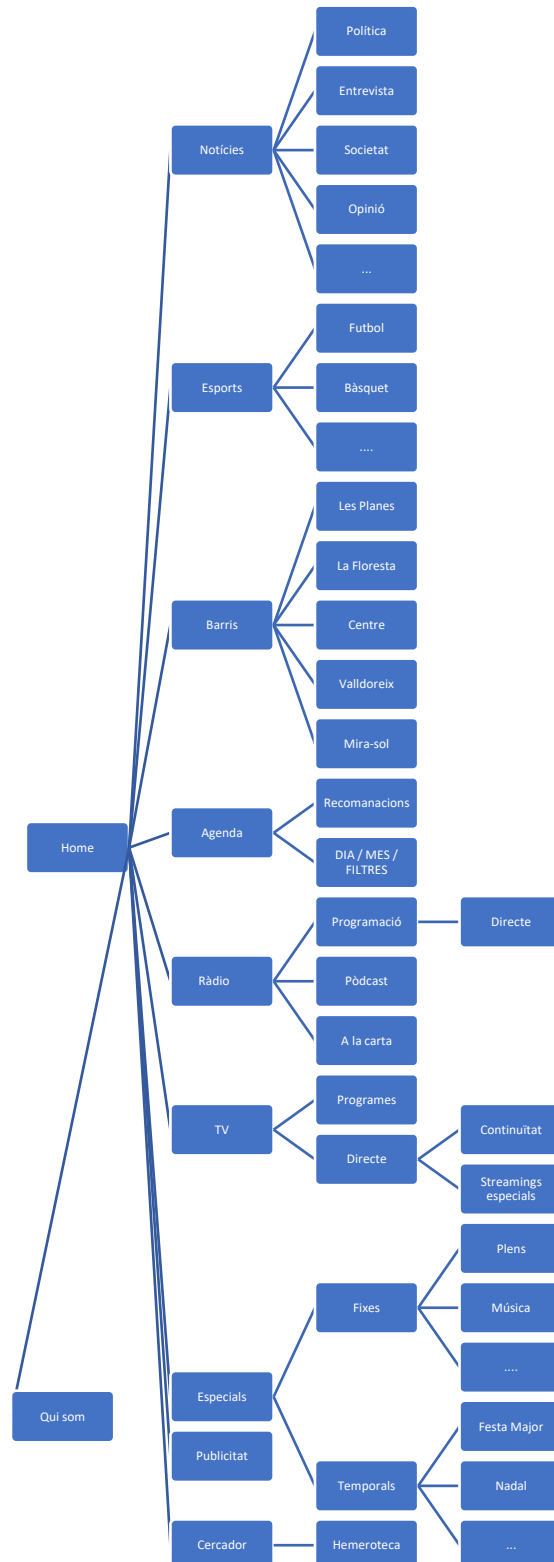 Política
Entrevista
Notícies
Societat
Opinió
...
Futbol
Esports
Bàsquet
....
Les Planes
La Floresta
Barris
Centre
Valldoreix
Mira-sol
Recomanacions
Home
Agenda
DIA / MES /
FILTRES
Programació
Directe
Ràdio
Pòdcast
A la carta
Programes
TV
Directe
Continuïtat
Streamings
especials
Plens
Fixes
Música
....
Especials
Qui som
Festa Major
Publicitat
Temporals
Nadal
Cercador
Hemeroteca
...